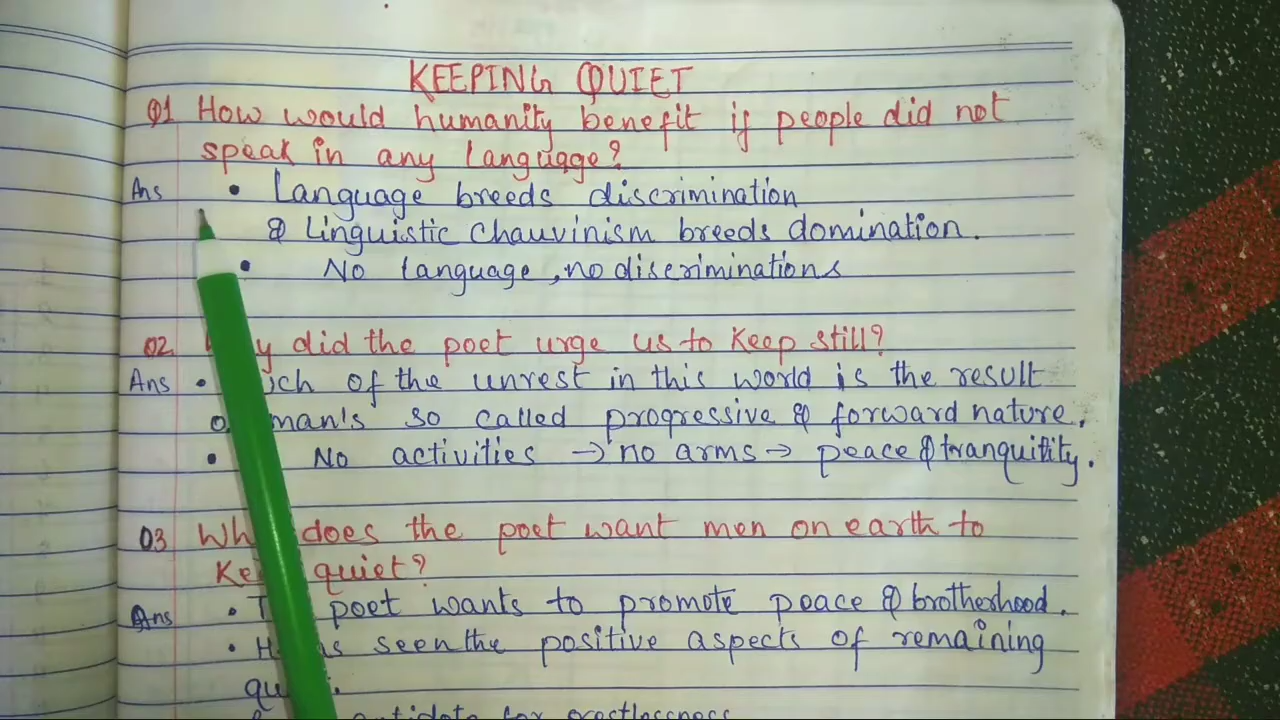 KEEPING QUIET
Q1 How would humanity benefit if people did not
speak in any language?
Ans • Language breeds discrimination
& Linguistic Chauvinism breeds domination.
• No language, no discriminations
Q2 did the poet urge us to Keep still?
Ans • of the unrest in this world is the result
man's so called progressive & forward nature.
• No activities → no arms → peace & tranquitity.
Q3 does the poet want men on earth to
quiet?
Ans • poet wants to promote peace & brotherhood.
• seen the positive aspects of remaining
for